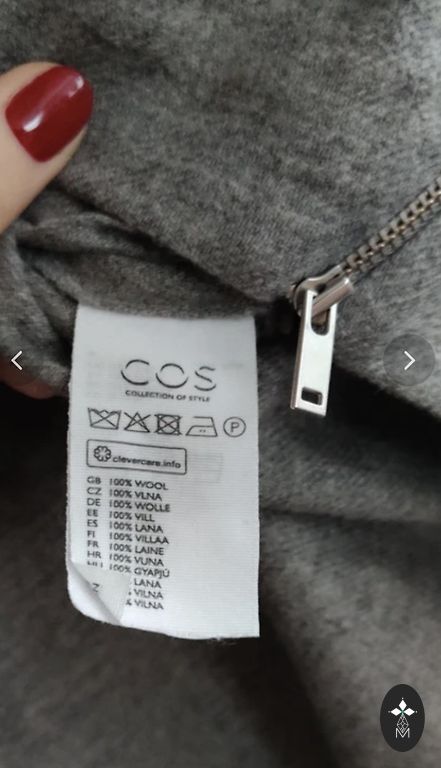 COS
COLLECTION OF STYLE
P
clevercare.info
GB 100% WOOL
CZ 100% VLNA
DE 100% WOLLE
EE 100% VILL
ES 100% LANA
FI 100% VILLAA
FR 100% LAINE
HR 100% VUNA
HU 100% GYAPJÚ
LANA
VILNA
VILNA
M